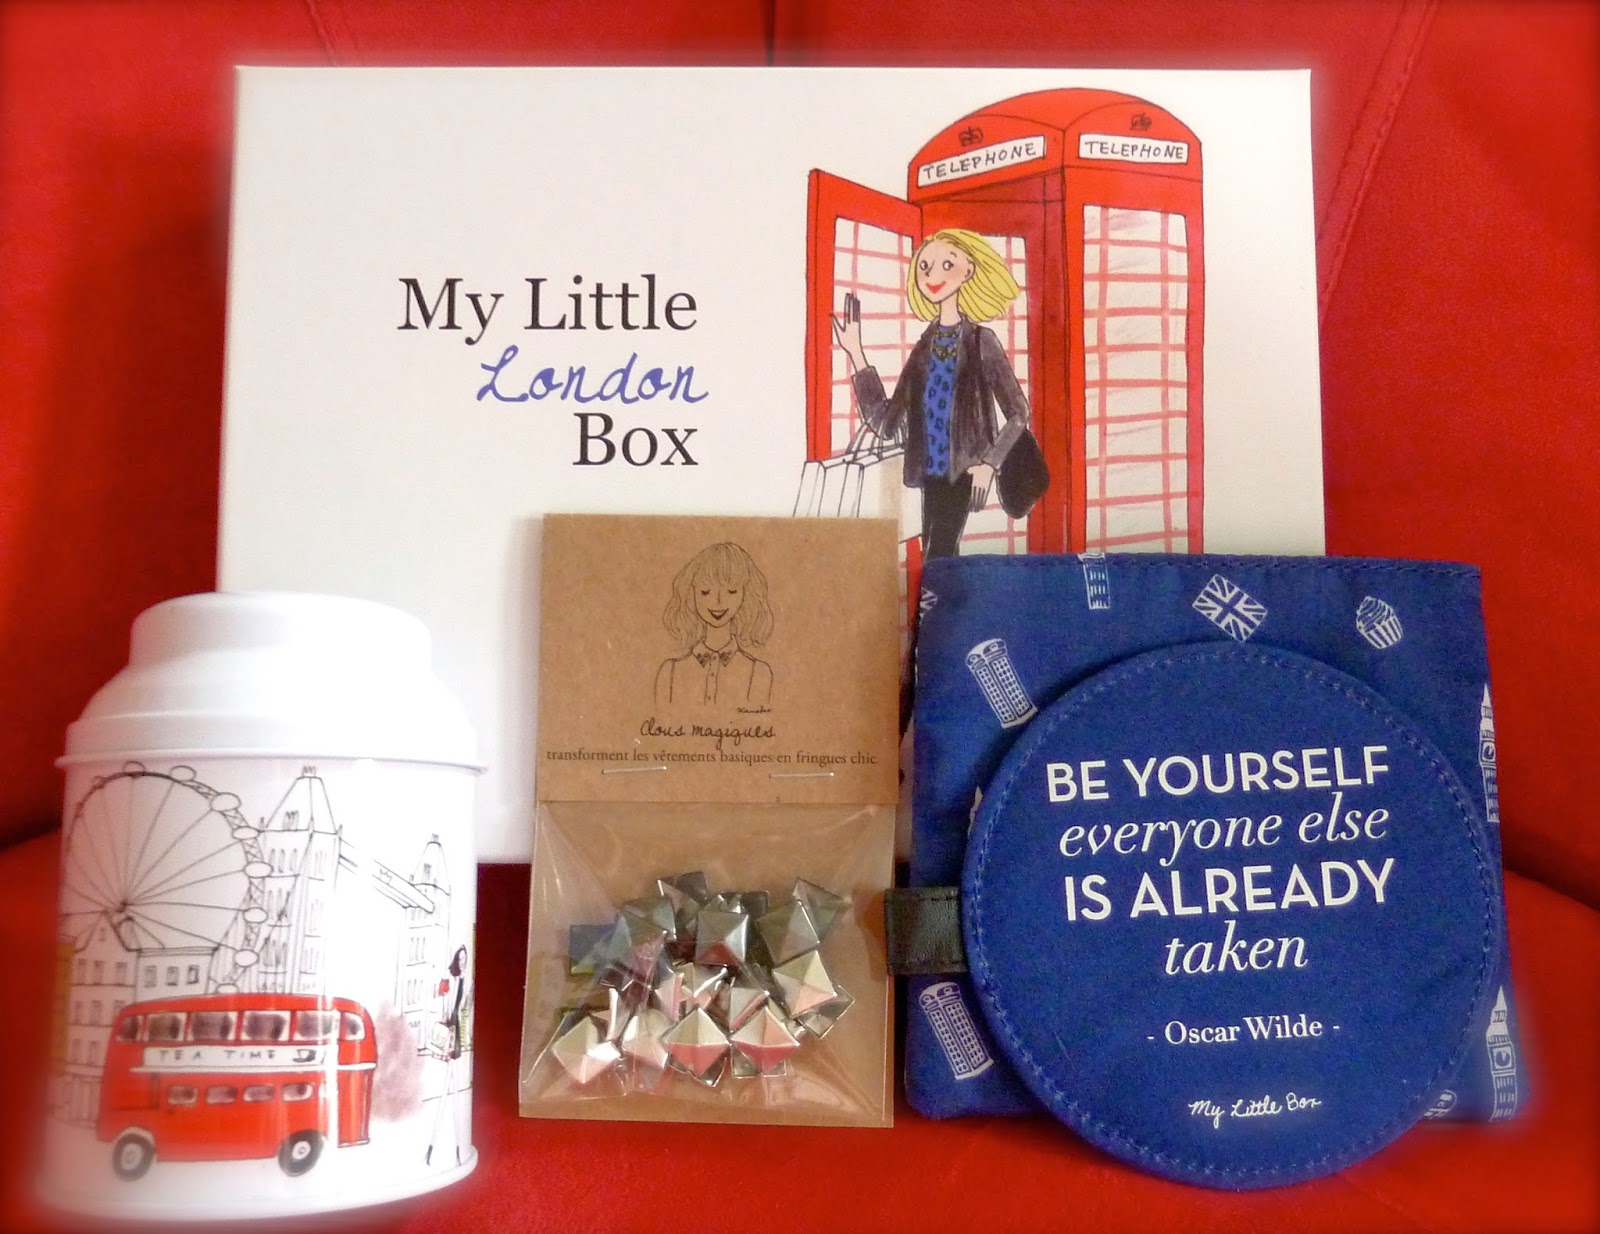 My Little
London
Box
TELEPHONE
TELEPHONE
TEA TIME
Kanako
Clous magiques
transforment les vêtements basiques en fringues chic
BE YOURSELF
everyone else
IS ALREADY
taken
- Oscar Wilde -
My Little Box